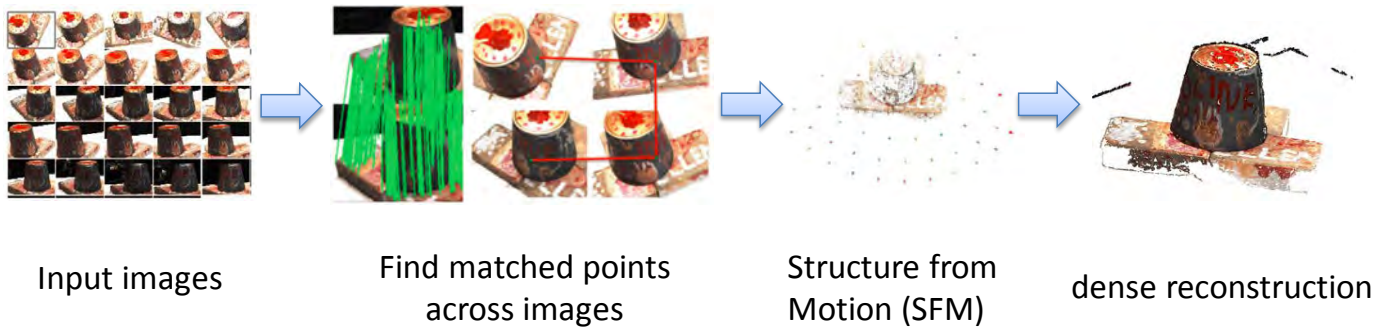 Input images
Find matched points
across images
Structure from
Motion (SFM)
dense reconstruction